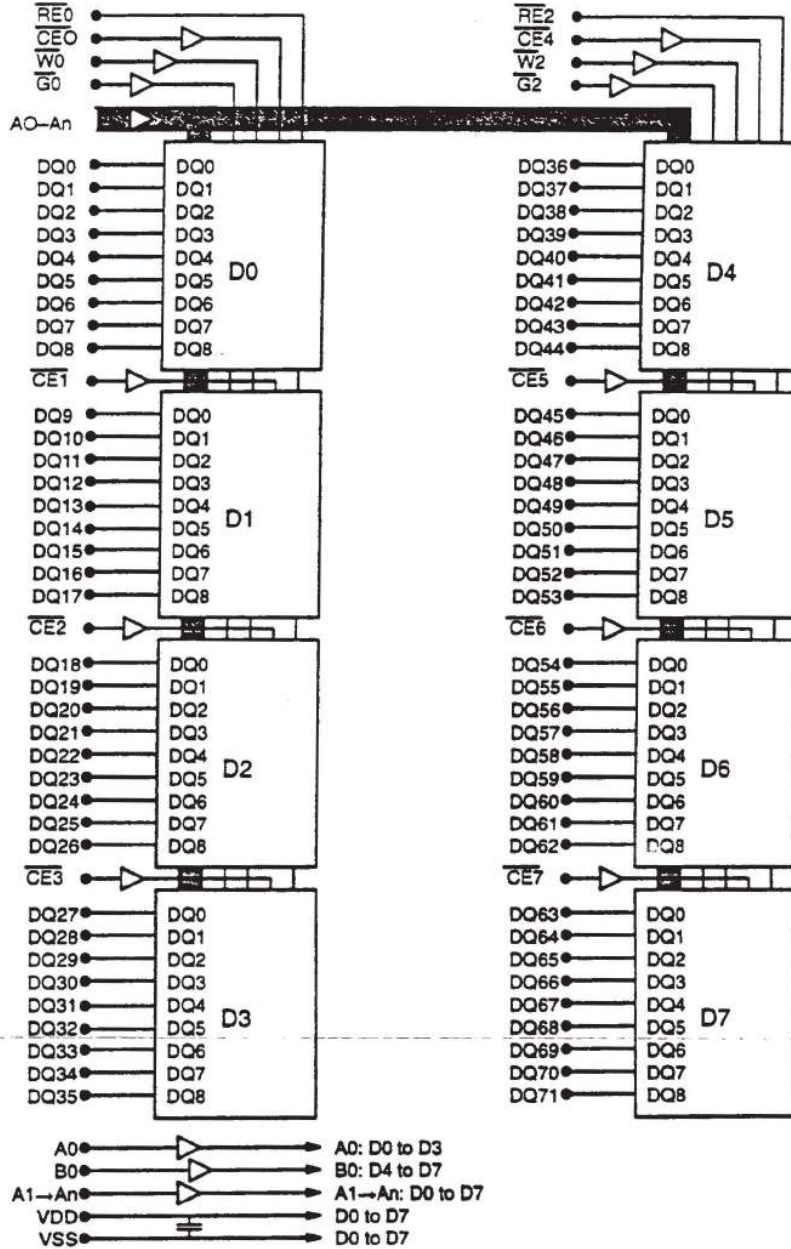 RE0
CEO
W0
G0
AO–An
DQ0 DQ0
DQ1 DQ1
DQ2 DQ2
DQ3 DQ3
DQ4 DQ4
DQ5 DQ5
DQ6 DQ6
DQ7 DQ7
DQ8 DQ8
D0
CE1
DQ9 DQ0
DQ10 DQ1
DQ11 DQ2
DQ12 DQ3
DQ13 DQ4
DQ14 DQ5
DQ15 DQ6
DQ16 DQ7
DQ17 DQ8
D1
CE2
DQ18 DQ0
DQ19 DQ1
DQ20 DQ2
DQ21 DQ3
DQ22 DQ4
DQ23 DQ5
DQ24 DQ6
DQ25 DQ7
DQ26 DQ8
D2
CE3
DQ27 DQ0
DQ28 DQ1
DQ29 DQ2
DQ30 DQ3
DQ31 DQ4
DQ32 DQ5
DQ33 DQ6
DQ34 DQ7
DQ35 DQ8
D3
RE2
CE4
W2
G2
DQ36 DQ0
DQ37 DQ1
DQ38 DQ2
DQ39 DQ3
DQ40 DQ4
DQ41 DQ5
DQ42 DQ6
DQ43 DQ7
DQ44 DQ8
D4
CE5
DQ45 DQ0
DQ46 DQ1
DQ47 DQ2
DQ48 DQ3
DQ49 DQ4
DQ50 DQ5
DQ51 DQ6
DQ52 DQ7
DQ53 DQ8
D5
CE6
DQ54 DQ0
DQ55 DQ1
DQ56 DQ2
DQ57 DQ3
DQ58 DQ4
DQ59 DQ5
DQ60 DQ6
DQ61 DQ7
DQ62 DQ8
D6
CE7
DQ63 DQ0
DQ64 DQ1
DQ65 DQ2
DQ66 DQ3
DQ67 DQ4
DQ68 DQ5
DQ69 DQ6
DQ70 DQ7
DQ71 DQ8
D7
A0 A0: D0 to D3
B0 B0: D4 to D7
A1→An A1→An: D0 to D7
VDD D0 to D7
VSS D0 to D7